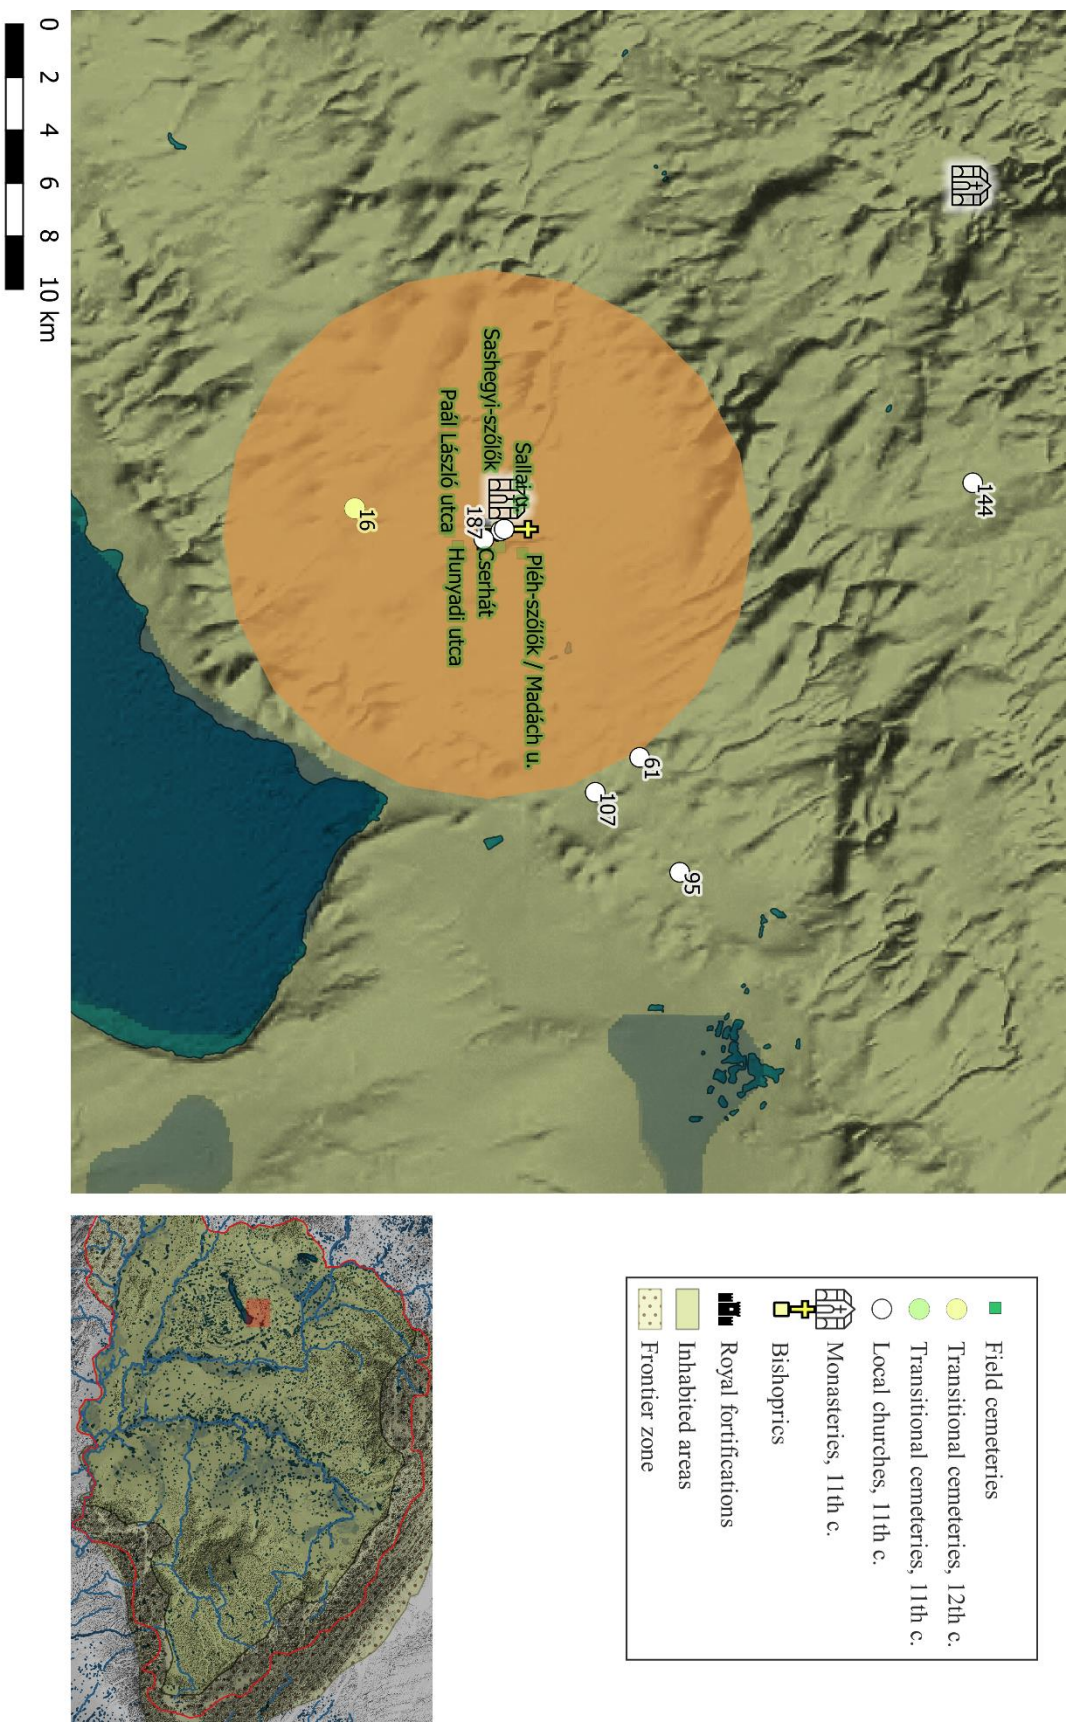 144
61
95
107
Pléh-szőlők / Madách u.
Sallai u.
Sashegyi-szőlők
Cserhát
187
Hunyadi utca
Paál László utca
16
0 2 4 6 8 10 km
Field cemeteries
Transitional cemeteries, 12th c.
Transitional cemeteries, 11th c.
Local churches, 11th c.
Monasteries, 11th c.
Bishoprics
Royal fortifications
Inhabited areas
Frontier zone